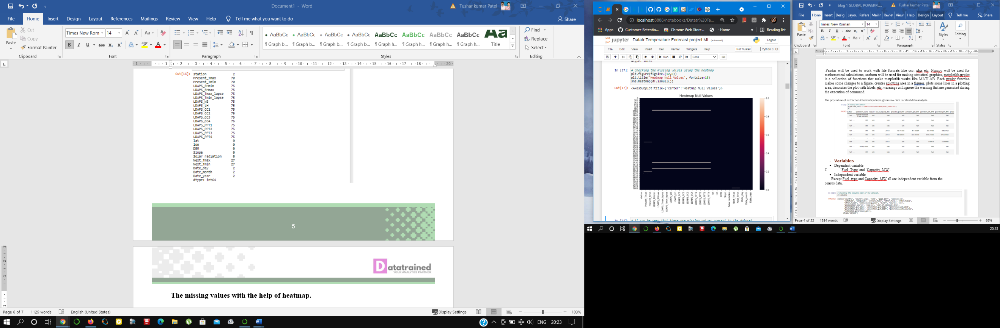 Document1 - Word
Tushar kumar Patel
File Home Insert Design Layout References Mailings Review View Help Tell me what you want to do
Share
Paste
Cut
Copy
Format Painter
Times New Rom 14
Find
Replace
Select
AaBbCc AaBbCc AaBbCc AaBbCc AaBbCc AaBbCc AaBbCc AaBbCc Aa
¶ Graph b... ¶ Graph b... ¶ Graph b... ¶ Graph b... ¶ Graph h... ¶ Graph h... ¶ Graph h... ¶ Graph h... Title
Clipboard Font Paragraph Styles Editing
Out[16]: station 2
Present_Tmax 70
Present_Tmin 70
LDAPS_RHmin 75
LDAPS_RHmax 75
LDAPS_Tmax_lapse 75
LDAPS_Tmin_lapse 75
LDAPS_WS 75
LDAPS_LH 75
LDAPS_CC1 75
LDAPS_CC2 75
LDAPS_CC3 75
LDAPS_CC4 75
LDAPS_PPT1 75
LDAPS_PPT2 75
LDAPS_PPT3 75
LDAPS_PPT4 75
lat 0
lon 0
DEM 0
Slope 0
Solar radiation 0
Next_Tmax 27
Next_Tmin 27
Date_day 2
Date_month 2
Date_year 2
dtype: int64
5
Datatrained
YOUR ANALYTICS PARTNER
The missing values with the help of heatmap.
Page 6 of 7 1129 words English (United States) Display Settings 103%
ENG 20:23
localhost:8888/notebooks/Datatr%20Te...
Apps Customer-Retentio... Chrome Web Store... - Home » Reading list
jupyter Datatr Temperature Forecast project ML (autosaved) Logout
File Edit View Insert Cell Kernel Widgets Help Not Trusted Python 3
Run Code
dtype: int64
In [17]: # checking the missing values using the heatmap
plt.figure(figsize=(12,8))
plt.title('Heatmap Null Values', fontsize=15)
sns.heatmap(df.isnull())
Out[17]: <AxesSubplot:title={'center':'Heatmap Null Values'}>
Heatmap Null Values
1.0
0.8
0.6
0.4
0.2
0.0
station Present_Tmax Present_Tmin LDAPS_RHmin LDAPS_RHmax LDAPS_Tmax_lapse LDAPS_Tmin_lapse LDAPS_WS LDAPS_LH LDAPS_CC1 LDAPS_CC2 LDAPS_CC3 LDAPS_CC4 LDAPS_PPT1 LDAPS_PPT2 LDAPS_PPT3 LDAPS_PPT4 lat lon DEM Slope Solar radiation Next_Tmax Next_Tmin Date_day Date_month Date_year
In [18]: # it can be seen that there are missing values present in the dataset
blog 1 GLOBAL POWERPL...
Tushar kumar Patel
File Home Insert Desig Layou Refere Mailin Review View Help Design Layout Tell me Share
Paste
Times New Roman 14
Styles
Editing
Clipboard Font Paragraph Styles
Pandas will be used to work with file formats like csv, xlxs etc, Numpy will be used for
mathematical calculations, seaborn will be used for making statistical graphics, matplotlib.pyplot
is a collection of functions that make matplotlib works like MATLAB. Each pyplot function
makes some changes to a figure, creates aplotting area in a figures, plots some lines in a plotting
area, decorates the plot with labels, etc, warnings will ignore the warning that are generated during
the execution of command.
The procedure of extraction information from given raw data is called data analysis.
- Variables
• Dependent variable
T 'Fuel_Type' and 'Capacity_MW'.
• Independent variable
Except Fuel_type and Capacity_MW all are independent variable from the
census data.
In [11]: # Checking the columns name of the dataset.
df.columns
Page 4 of 22 1814 words Display Settings 66%
20:23